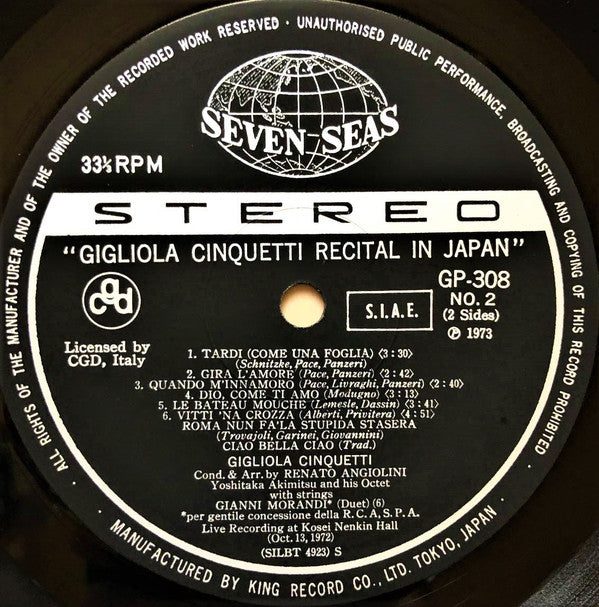 ALL RIGHTS OF THE MANUFACTURER AND OF THE OWNER OF THE RECORDED WORK RESERVED · UNAUTHORISED PUBLIC PERFORMANCE, BROADCASTING AND COPYING OF THIS RECORD PROHIBITED
SEVEN-SEAS
33⅓ RPM
STEREO
"GIGLIOLA CINQUETTI RECITAL IN JAPAN"
cgd
Licensed by
CGD, Italy
S.I.A.E.
GP-308
NO. 2
(2 Sides)
Ⓟ 1973
1. TARDI (COME UNA FOGLIA) 《3:30》
(Schnitzke, Pace, Panzeri)
2. GIRA L'AMORE (Pace, Panzeri) 《2:42》
3. QUANDO M'INNAMORO (Pace, Livraghi, Panzeri) 《2:40》
4. DIO, COME TI AMO (Modugno) 《3:13》
5. LE BATEAU MOUCHE (Lemesle, Dassin) 《3:41》
6. VITTI 'NA CROZZA (Alberti, Privitera) 《4:51》
ROMA NUN FA'LA STUPIDA STASERA
(Trovajoli, Garinei, Giovannini)
CIAO BELLA CIAO (Trad.)
GIGLIOLA CINQUETTI
Cond. & Arr. by RENATO ANGIOLINI
Yoshitaka Akimitsu and his Octet
with strings
GIANNI MORANDI* (Duet) (6)
*per gentile concessione della R.C.A.S.P.A.
Live Recording at Kosei Nenkin Hall
(Oct. 13, 1972)
(SILBT 4923) S
MANUFACTURED BY KING RECORD CO., LTD. TOKYO, JAPAN ·